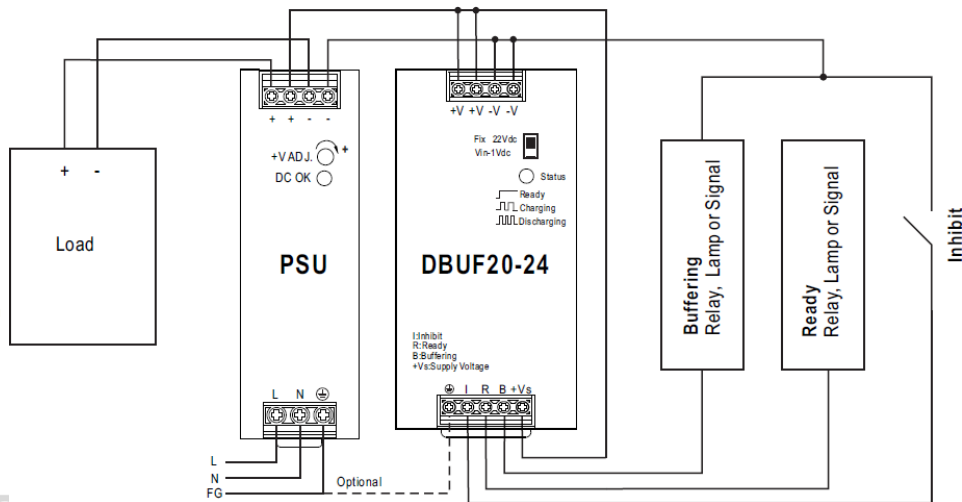 + -
Load
+ + - -
+V ADJ. +
DC OK
PSU
L N
L
N
FG
Optional
+V +V -V -V
Fix 22Vdc
Vin-1Vdc
Status
Ready
Charging
Discharging
DBUF20-24
I:Inhibit
R:Ready
B:Buffering
+Vs:Supply Voltage
I R B +Vs
Buffering
Relay, Lamp or Signal
Ready
Relay, Lamp or Signal
Inhibit